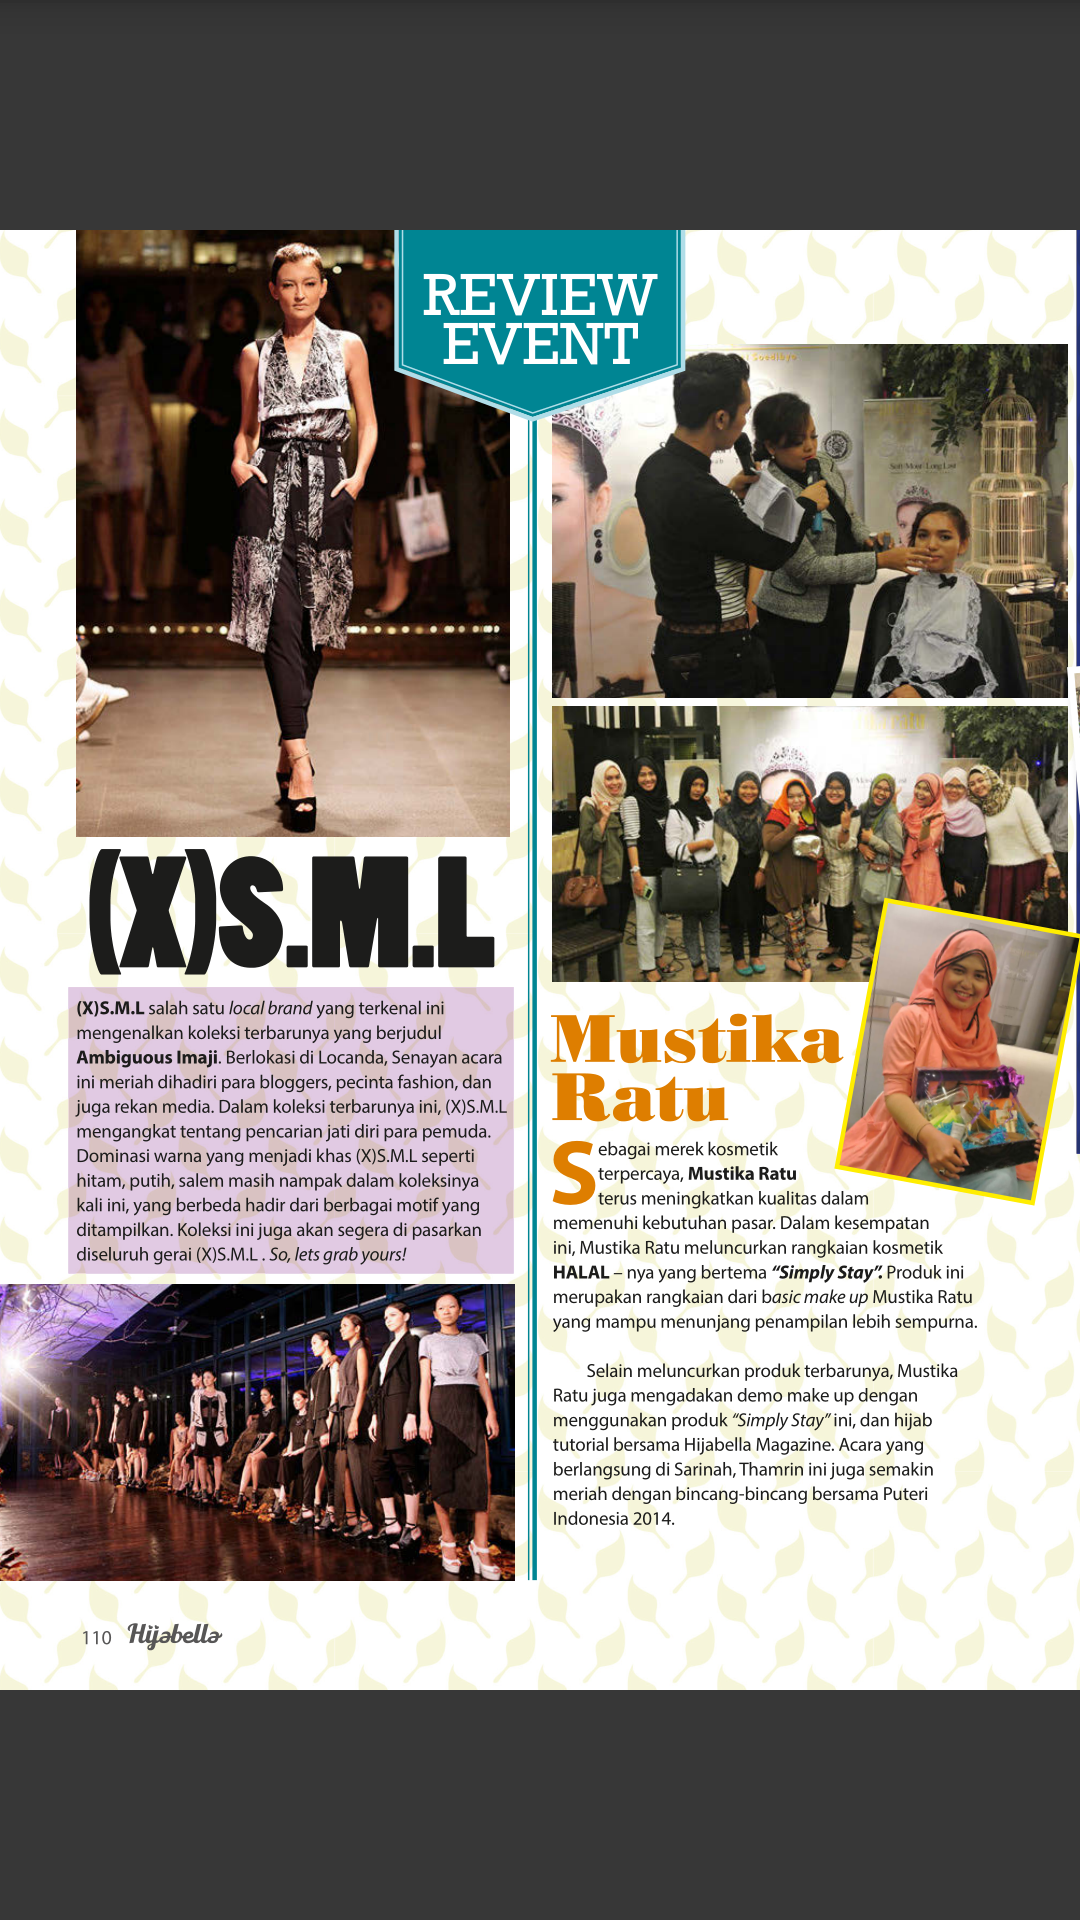 REVIEW
EVENT
Soft Moist Long Last
(X)S.M.L
(X)S.M.L salah satu local brand yang terkenal ini
mengenalkan koleksi terbarunya yang berjudul
Ambiguous Imaji. Berlokasi di Locanda, Senayan acara
ini meriah dihadiri para bloggers, pecinta fashion, dan
juga rekan media. Dalam koleksi terbarunya ini, (X)S.M.L
mengangkat tentang pencarian jati diri para pemuda.
Dominasi warna yang menjadi khas (X)S.M.L seperti
hitam, putih, salem masih nampak dalam koleksinya
kali ini, yang berbeda hadir dari berbagai motif yang
ditampilkan. Koleksi ini juga akan segera di pasarkan
diseluruh gerai (X)S.M.L . So, lets grab yours!
Mustika
Ratu
Sebagai merek kosmetik
terpercaya, Mustika Ratu
terus meningkatkan kualitas dalam
memenuhi kebutuhan pasar. Dalam kesempatan
ini, Mustika Ratu meluncurkan rangkaian kosmetik
HALAL – nya yang bertema “Simply Stay”. Produk ini
merupakan rangkaian dari basic make up Mustika Ratu
yang mampu menunjang penampilan lebih sempurna.
Selain meluncurkan produk terbarunya, Mustika
Ratu juga mengadakan demo make up dengan
menggunakan produk “Simply Stay” ini, dan hijab
tutorial bersama Hijabella Magazine. Acara yang
berlangsung di Sarinah, Thamrin ini juga semakin
meriah dengan bincang-bincang bersama Puteri
Indonesia 2014.
110 Hijabella